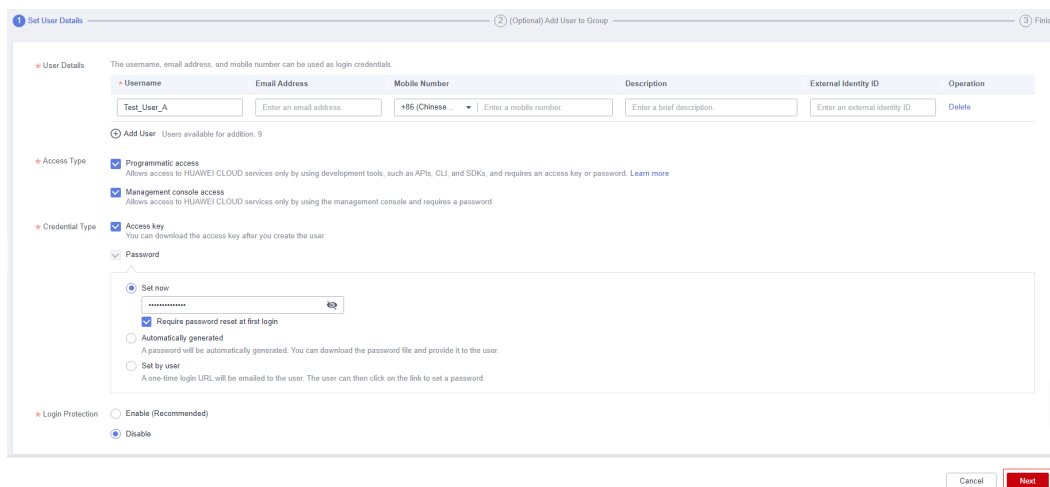 1 Set User Details
2 (Optional) Add User to Group
3 Finis
* User Details
The username, email address, and mobile number can be used as login credentials.
* Username Email Address Mobile Number Description External Identity ID Operation
Test_User_A Enter an email address. +86 (Chinese... Enter a mobile number. Enter a brief description. Enter an external identity ID. Delete
Add User Users available for addition: 9
* Access Type
Programmatic access
Allows access to HUAWEI CLOUD services only by using development tools, such as APIs, CLI, and SDKs, and requires an access key or password. Learn more
Management console access
Allows access to HUAWEI CLOUD services only by using the management console and requires a password.
* Credential Type
Access key
You can download the access key after you create the user.
Password
Set now
••••••••••••••
Require password reset at first login
Automatically generated
A password will be automatically generated. You can download the password file and provide it to the user.
Set by user
A one-time login URL will be emailed to the user. The user can then click on the link to set a password.
* Login Protection
Enable (Recommended)
Disable
Cancel Next